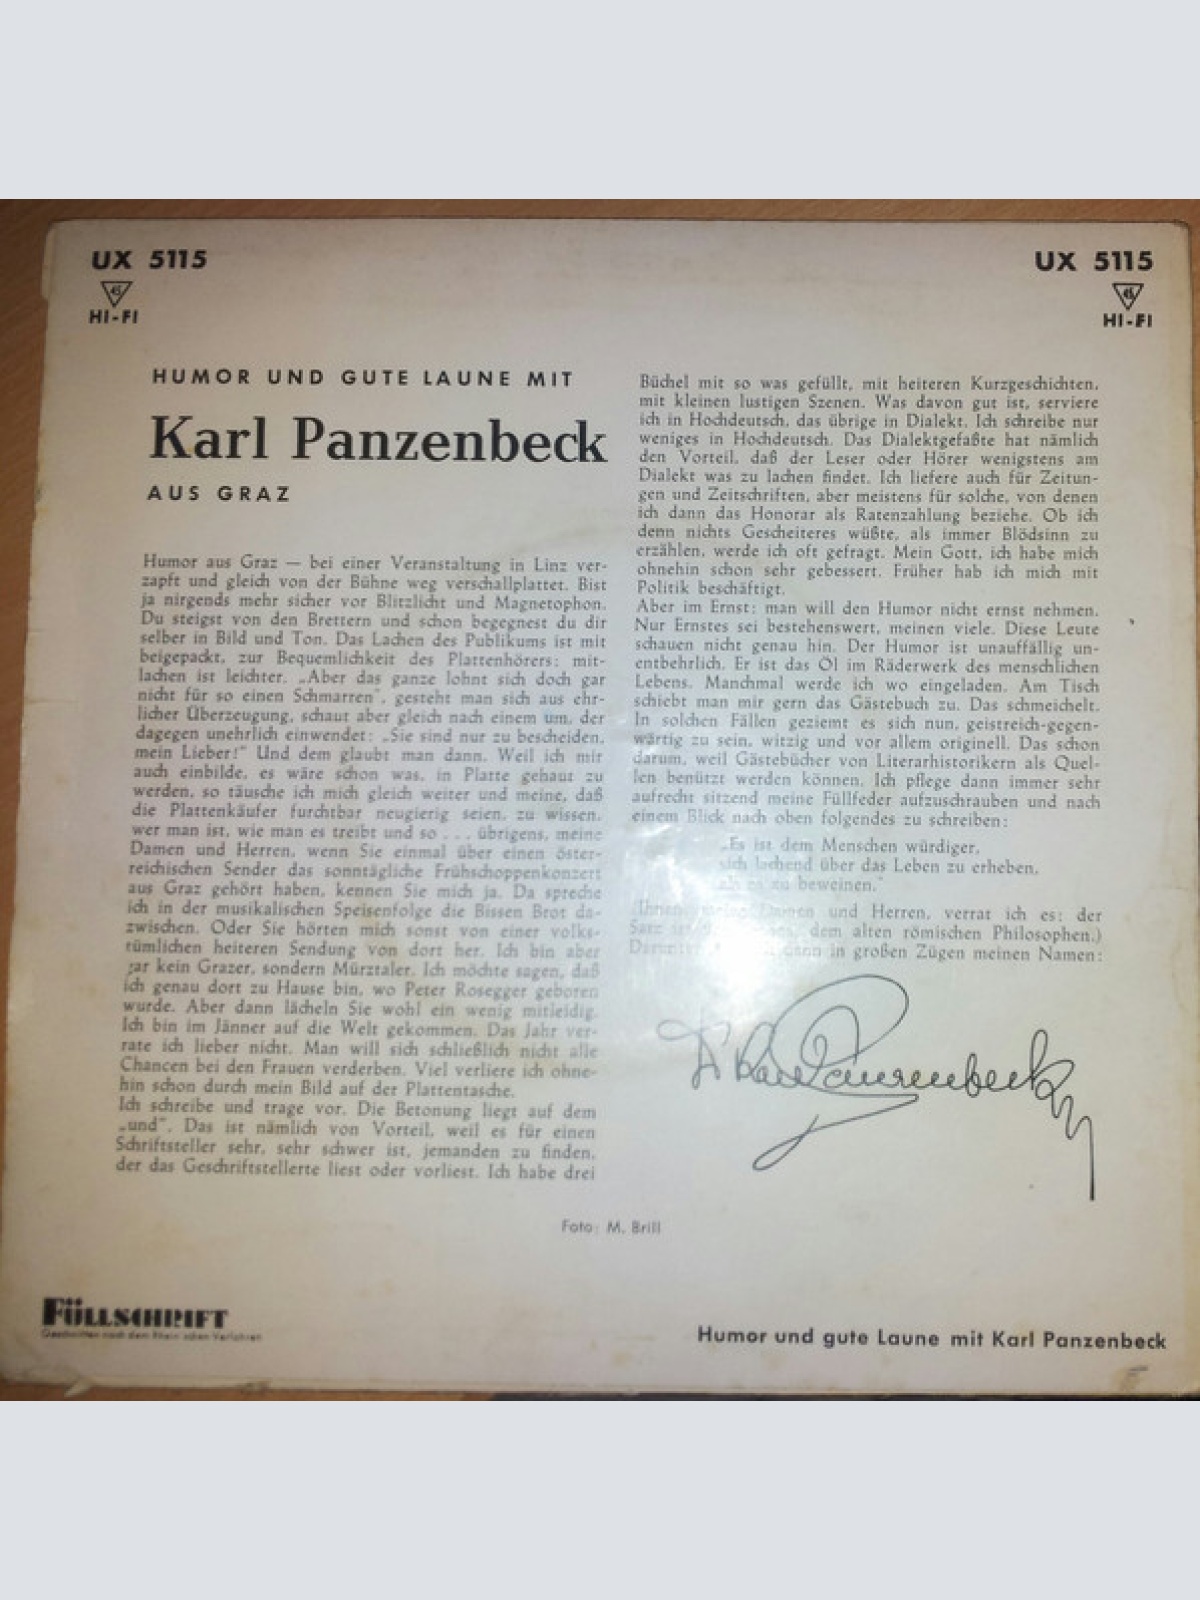 UX 5115
45
HI-FI
UX 5115
45
HI-FI
HUMOR UND GUTE LAUNE MIT
Karl Panzenbeck
AUS GRAZ
Humor aus Graz — bei einer Veranstaltung in Linz ver-
zapft und gleich von der Bühne weg verschallplattet. Bist
ja nirgends mehr sicher vor Blitzlicht und Magnetophon.
Du steigst von den Brettern und schon begegnest du dir
selber in Bild und Ton. Das Lachen des Publikums ist mit
beigepackt, zur Bequemlichkeit des Plattenhörers; mit-
lachen ist leichter. „Aber das ganze lohnt sich doch gar
nicht für so einen Schmarren", gesteht man sich aus ehr-
licher Überzeugung, schaut aber gleich nach einem um, der
dagegen unehrlich einwendet: „Sie sind nur zu bescheiden,
mein Lieber!" Und dem glaubt man dann. Weil ich mir
auch einbilde, es wäre schon was, in Platte gehaut zu
werden, so täusche ich mich gleich weiter und meine, daß
die Plattenkäufer furchtbar neugierig seien, zu wissen,
wer man ist, wie man es treibt und so . . . übrigens, meine
Damen und Herren, wenn Sie einmal über einen öster-
reichischen Sender das sonntägliche Frühschoppenkonzert
aus Graz gehört haben, kennen Sie mich ja. Da spreche
ich in der musikalischen Speisenfolge die Bissen Brot da-
zwischen. Oder Sie hörten mich sonst von einer volks-
tümlichen heiteren Sendung von dort her. Ich bin aber
gar kein Grazer, sondern Mürztaler. Ich möchte sagen, daß
ich genau dort zu Hause bin, wo Peter Rosegger geboren
wurde. Aber dann lächeln Sie wohl ein wenig mitleidig.
Ich bin im Jänner auf die Welt gekommen. Das Jahr ver-
rate ich lieber nicht. Man will sich schließlich nicht alle
Chancen bei den Frauen verderben. Viel verliere ich ohne-
hin schon durch mein Bild auf der Plattentasche.
Ich schreibe und trage vor. Die Betonung liegt auf dem
„und". Das ist nämlich von Vorteil, weil es für einen
Schriftsteller sehr, sehr schwer ist, jemanden zu finden,
der das Geschriftstellerte liest oder vorliest. Ich habe drei
Büchel mit so was gefüllt, mit heiteren Kurzgeschichten,
mit kleinen lustigen Szenen. Was davon gut ist, serviere
ich in Hochdeutsch, das übrige in Dialekt. Ich schreibe nur
weniges in Hochdeutsch. Das Dialektgefaßte hat nämlich
den Vorteil, daß der Leser oder Hörer wenigstens am
Dialekt was zu lachen findet. Ich liefere auch für Zeitun-
gen und Zeitschriften, aber meistens für solche, von denen
ich dann das Honorar als Ratenzahlung beziehe. Ob ich
denn nichts Gescheiteres wüßte, als immer Blödsinn zu
erzählen, werde ich oft gefragt. Mein Gott, ich habe mich
ohnehin schon sehr gebessert. Früher hab ich mich mit
Politik beschäftigt.
Aber im Ernst: man will den Humor nicht ernst nehmen.
Nur Ernstes sei bestehenswert, meinen viele. Diese Leute
schauen nicht genau hin. Der Humor ist unauffällig un-
entbehrlich. Er ist das Öl im Räderwerk des menschlichen
Lebens. Manchmal werde ich wo eingeladen. Am Tisch
schiebt man mir gern das Gästebuch zu. Das schmeichelt.
In solchen Fällen geziemt es sich nun, geistreich-gegen-
wärtig zu sein, witzig und vor allem originell. Das schon
darum, weil Gästebücher von Literarhistorikern als Quel-
len benützt werden können. Ich pflege dann immer sehr
aufrecht sitzend meine Füllfeder aufzuschrauben und nach
einem Blick nach oben folgendes zu schreiben:
„Es ist dem Menschen würdiger,
sich lachend über das Leben zu erheben,
als es zu beweinen."
(Ihnen, meine Damen und Herren, verrat ich es: der
Satz ist dem alten römischen Philosophen.)
Darunter dann in großen Zügen meinen Namen:
Karl Panzenbeck
Foto: M. Brill
FÜLLSCHRIFT
Geschnitten nach dem Rhein'schen Verfahren
Humor und gute Laune mit Karl Panzenbeck